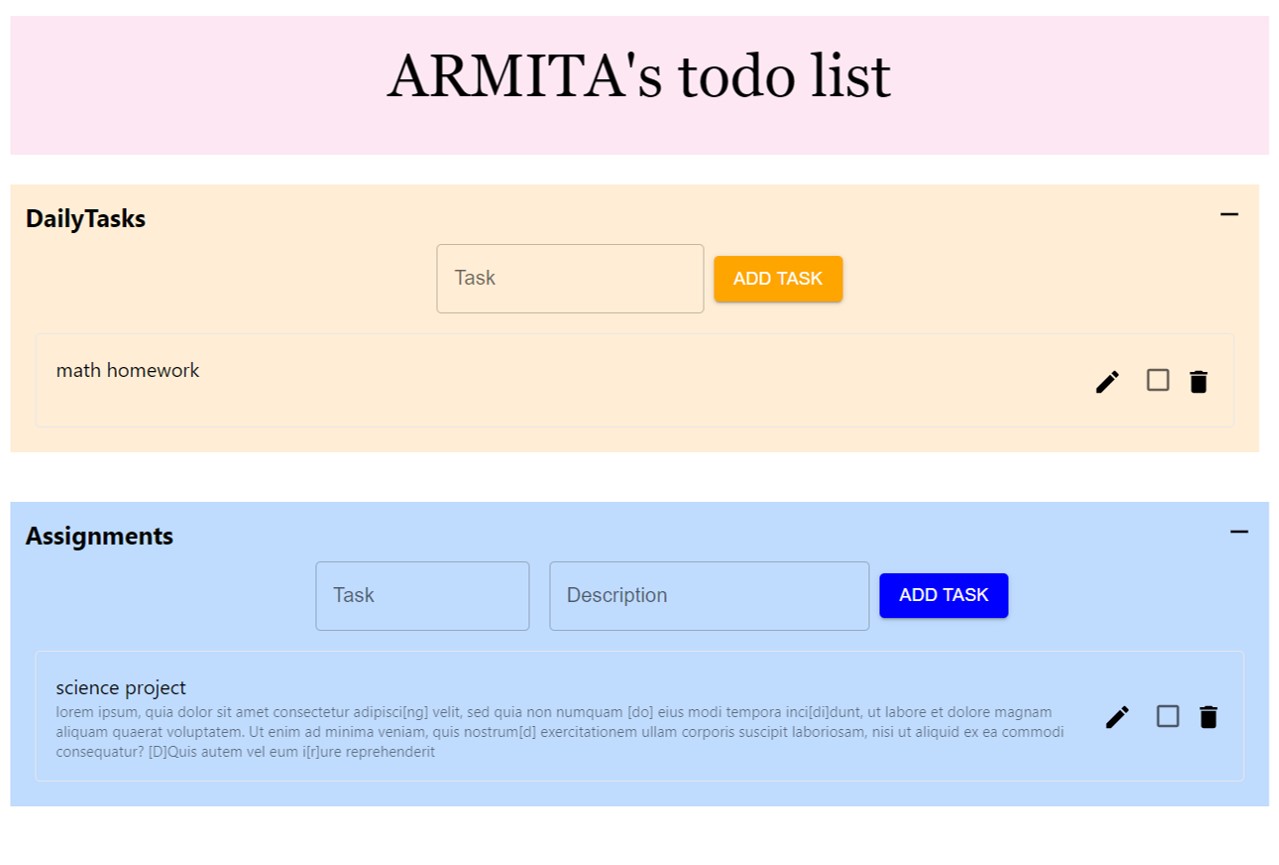 ARMITA's todo list
DailyTasks
Task
ADD TASK
math homework
Assignments
Task
Description
ADD TASK
science project
lorem ipsum, quia dolor sit amet consectetur adipisci[ng] velit, sed quia non numquam [do] eius modi tempora inci[di]dunt, ut labore et dolore magnam
aliquam quaerat voluptatem. Ut enim ad minima veniam, quis nostrum[d] exercitationem ullam corporis suscipit laboriosam, nisi ut aliquid ex ea commodi
consequatur? [D]Quis autem vel eum i[r]ure reprehenderit